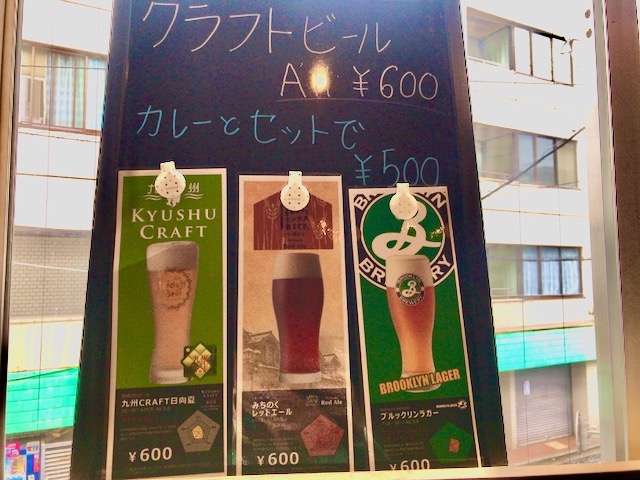 クラフトビール
All ¥600
カレーとセットで
¥500
九州
KYUSHU
CRAFT
九州CRAFT日向夏
¥600
みちのく
レッドエール
Red Ale
¥600
BROOKLYN
BREWERY
B
BROOKLYN LAGER
ブルックリンラガー
¥600